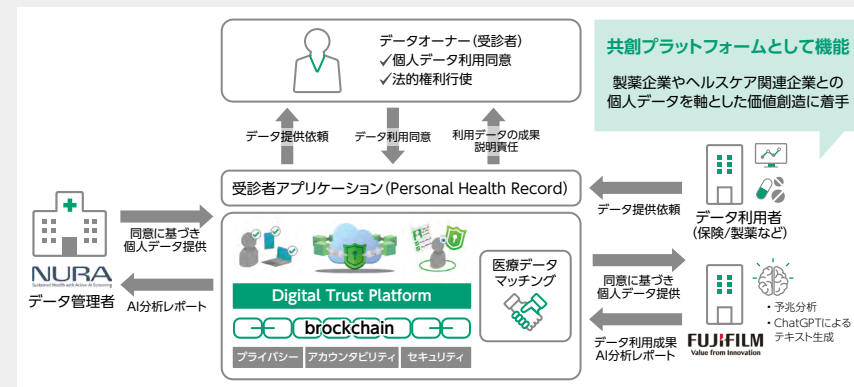 データオーナー（受診者）
✓個人データ利用同意
✓法的権利行使
共創プラットフォームとして機能
製薬企業やヘルスケア関連企業との
個人データを軸とした価値創造に着手
データ提供依頼
データ利用同意
利用データの成果
説明責任
受診者アプリケーション（Personal Health Record）
データ提供依頼
データ利用者
（保険/製薬など）
同意に基づき
個人データ提供
NURA
Sustained Health with Active AI Screening
データ管理者
AI分析レポート
Digital Trust Platform
brockchain
プライバシー
アカウンタビリティ
セキュリティ
医療データ
マッチング
同意に基づき
個人データ提供
データ利用成果
AI分析レポート
FUJIFILM
Value from Innovation
・予兆分析
・ChatGPTによる
テキスト生成